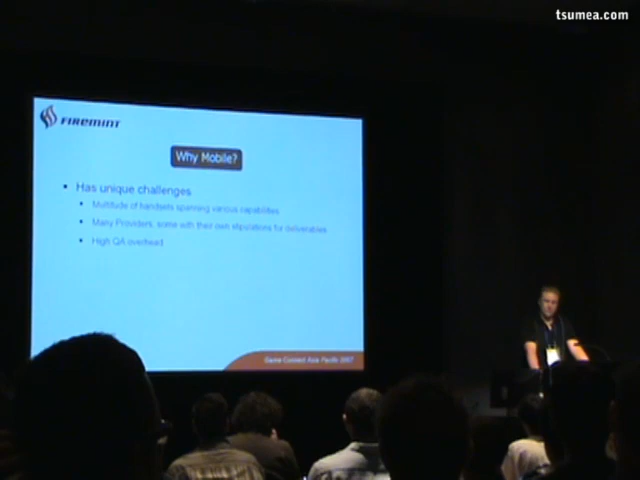 tsumea.com
FIREMINT
Why Mobile?
Has unique challenges
Multitude of handsets spanning various capabilities
Many Providers, some with their own stipulations for deliverables
High QA overhead
Game Connect Asia Pacific 2007